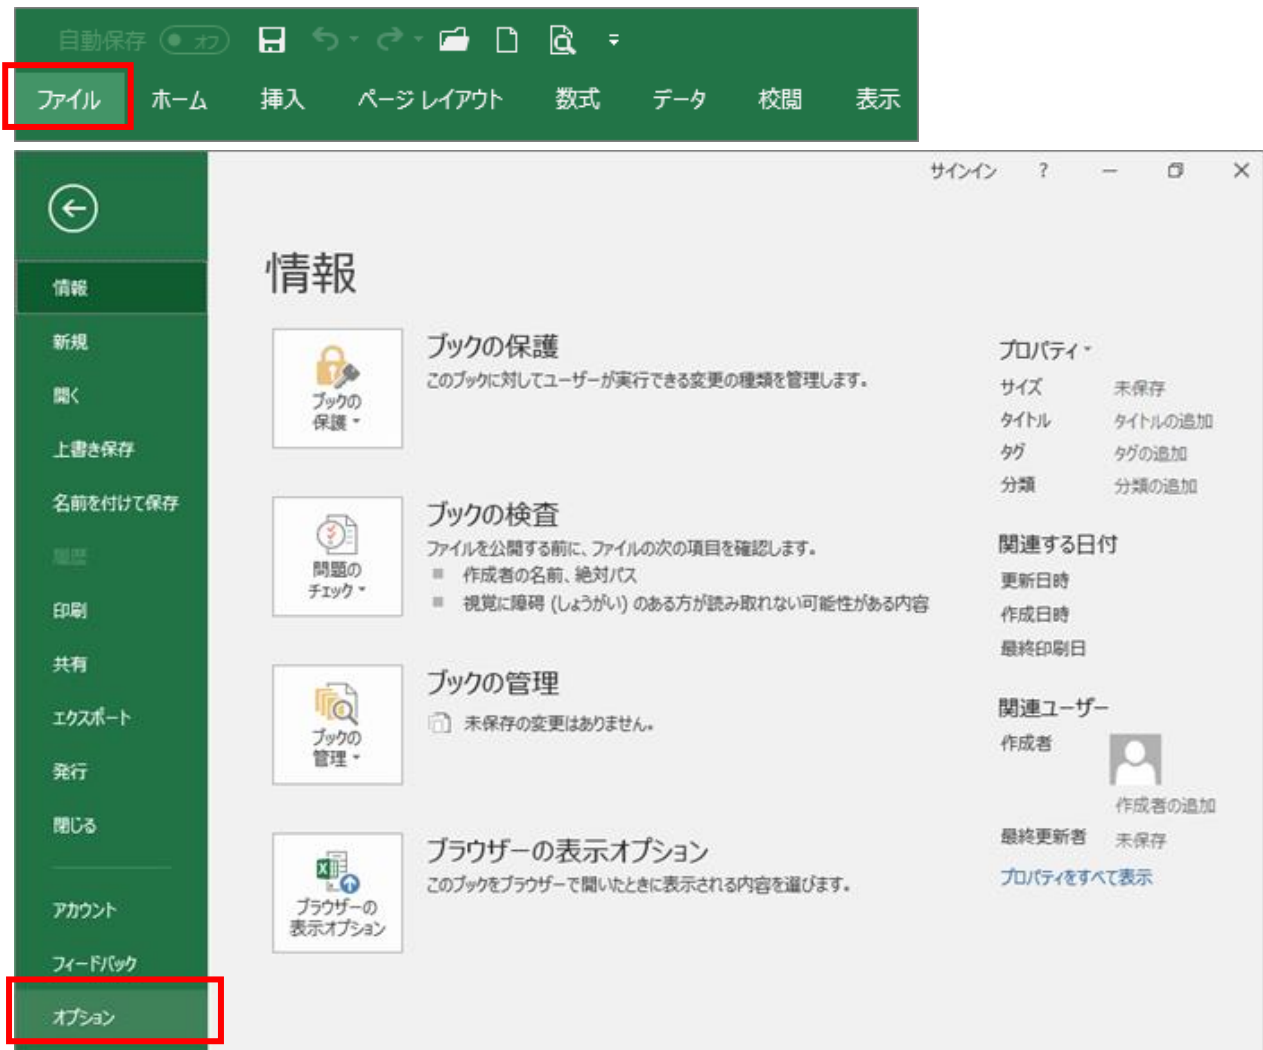 自動保存 オフ
ファイル ホーム 挿入 ページ レイアウト 数式 データ 校閲 表示
サインイン ?
情報
新規
開く
上書き保存
名前を付けて保存
履歴
印刷
共有
エクスポート
発行
閉じる
アカウント
フィードバック
オプション
情報
ブックの
保護
ブックの保護
このブックに対してユーザーが実行できる変更の種類を管理します。
問題の
チェック
ブックの検査
ファイルを公開する前に、ファイルの次の項目を確認します。
作成者の名前、絶対パス
視覚に障碍 (しょうがい) のある方が読み取れない可能性がある内容
ブックの
管理
ブックの管理
未保存の変更はありません。
ブラウザーの
表示オプション
ブラウザーの表示オプション
このブックをブラウザーで開いたときに表示される内容を選びます。
プロパティ
サイズ 未保存
タイトル タイトルの追加
タグ タグの追加
分類 分類の追加
関連する日付
更新日時
作成日時
最終印刷日
関連ユーザー
作成者
作成者の追加
最終更新者 未保存
プロパティをすべて表示